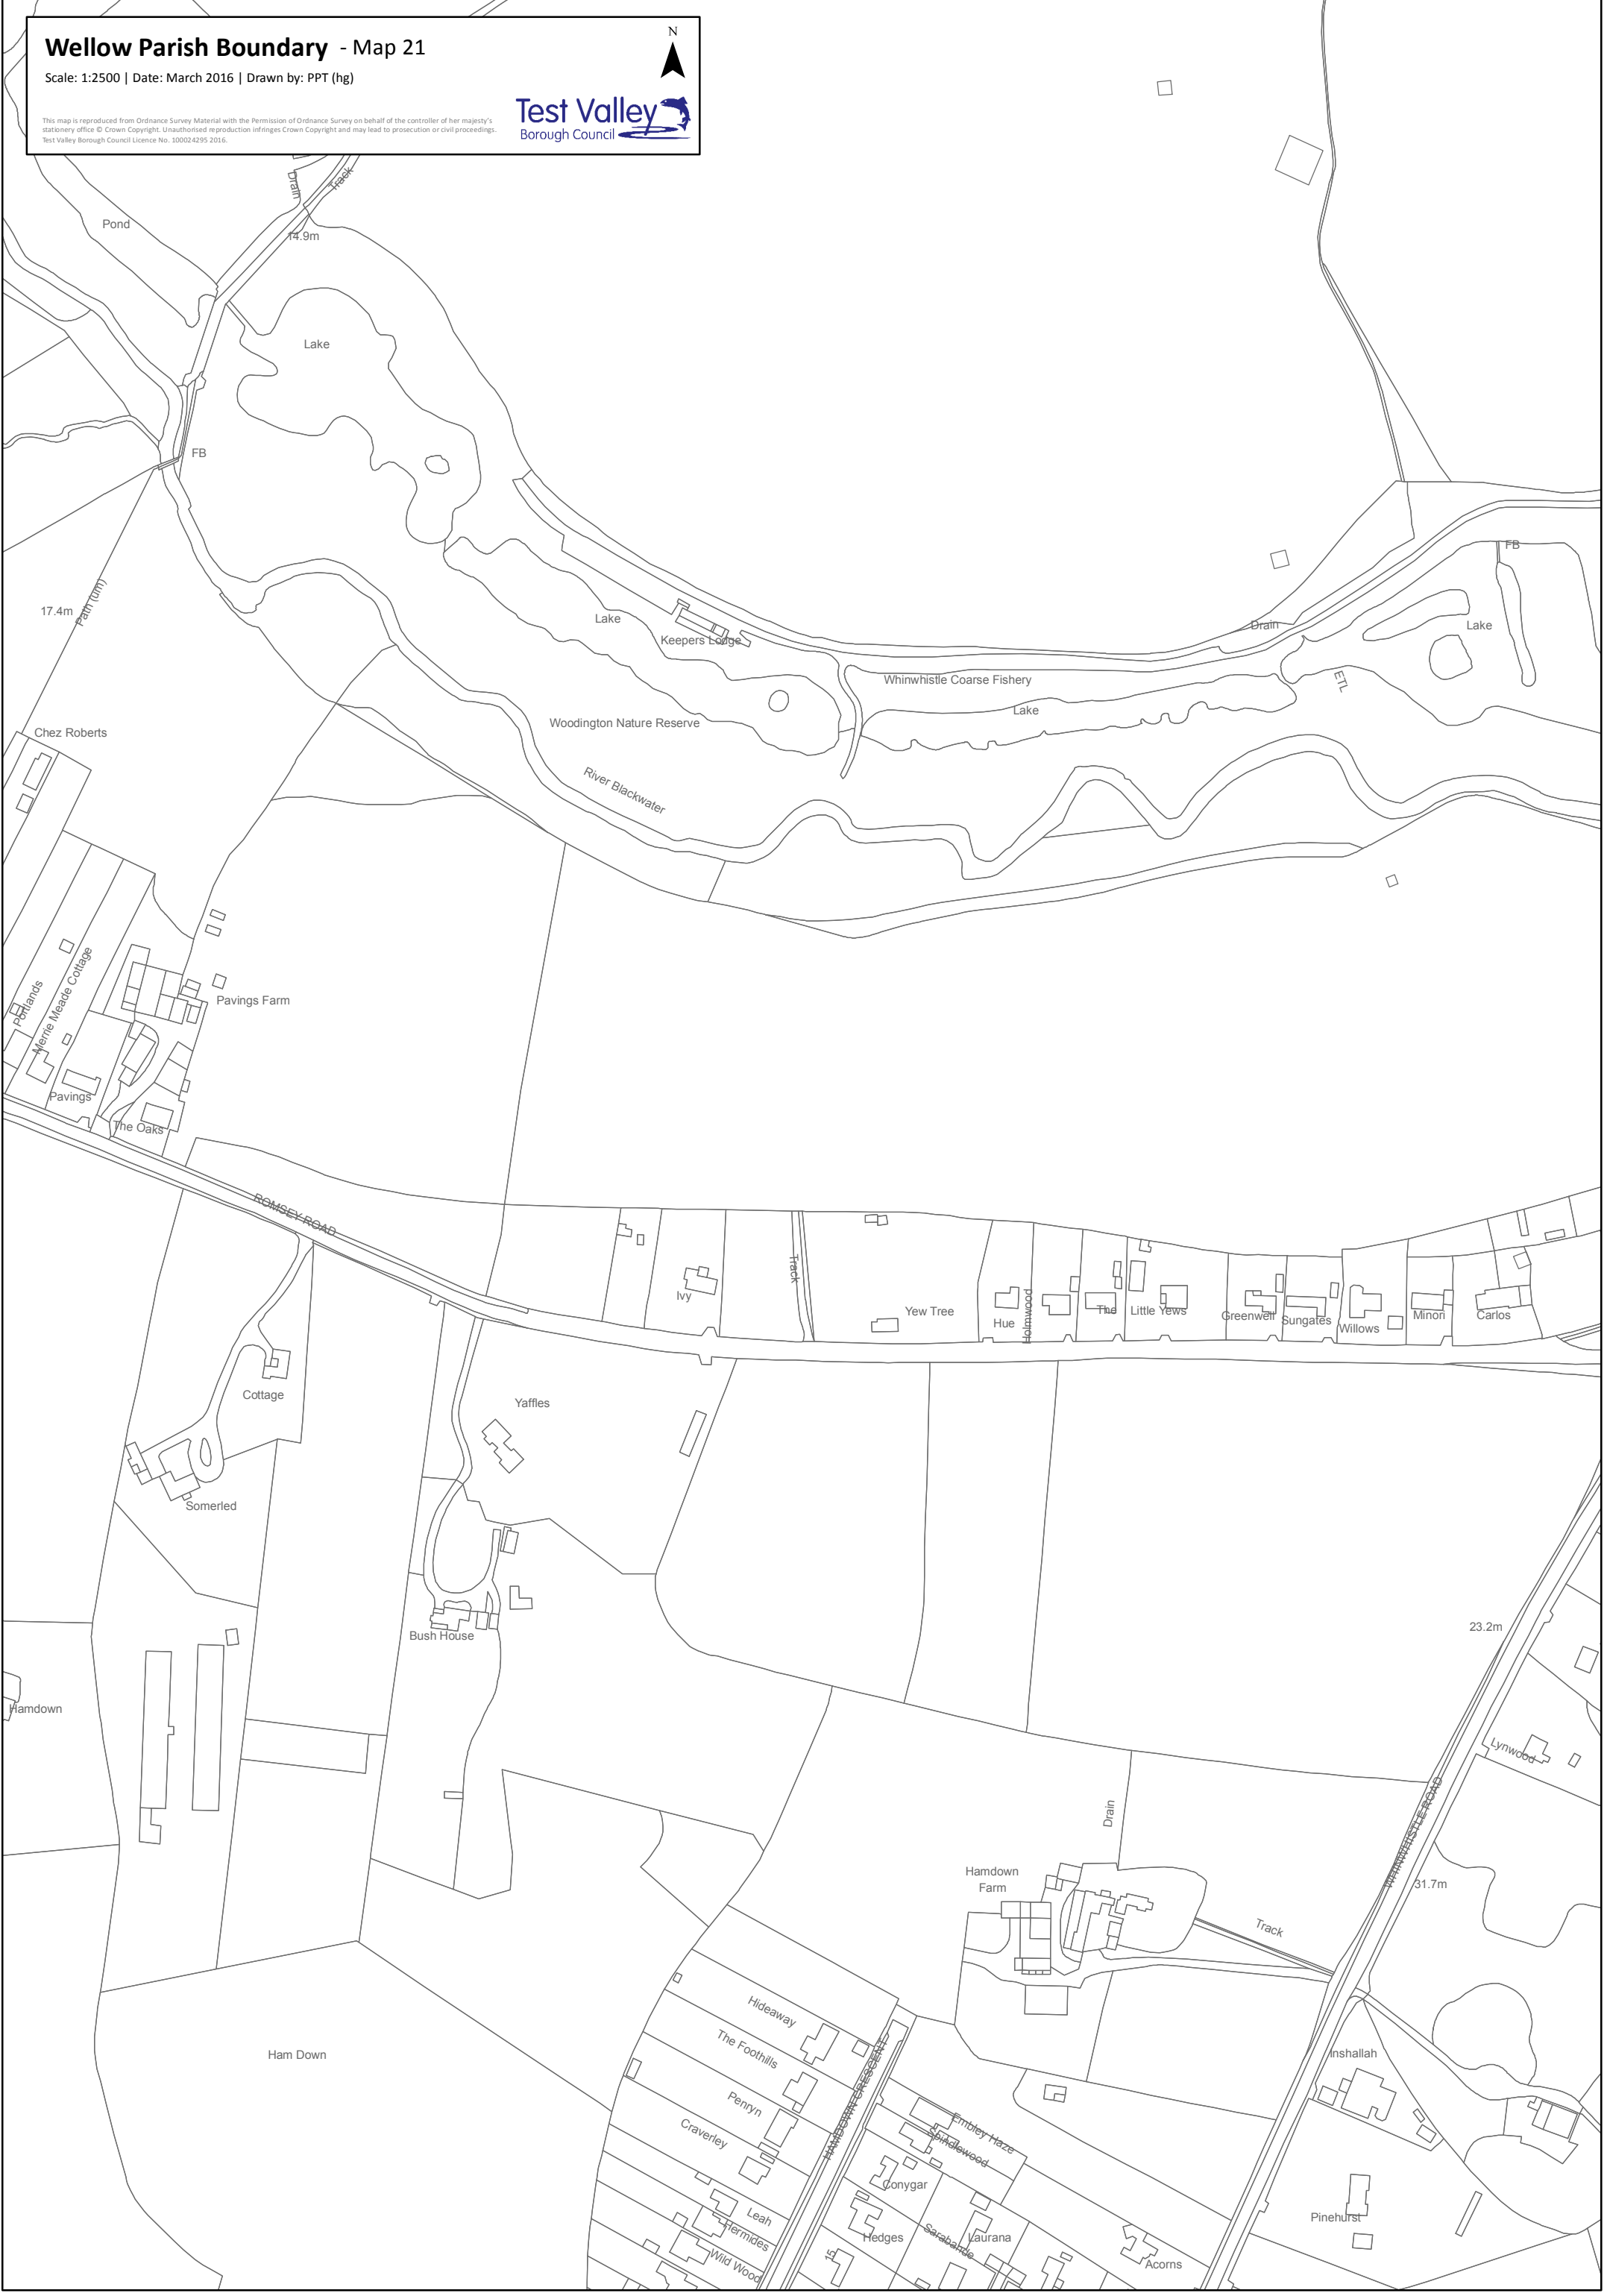 Wellow Parish Boundary - Map 21
N
Scale: 1:2500 | Date: March 2016 | Drawn by: PPT (hg)
Test Valley
Borough Council
This map is reproduced from Ordnance Survey Material with the Permission of Ordnance Survey on behalf of the controller of her majesty's
stationery office © Crown Copyright. Unauthorised reproduction infringes Crown Copyright and may lead to prosecution or civil proceedings.
Test Valley Borough Council Licence No. 100024295 2016.
Drain
Track
Pond
14.9m
Lake
FB
FB
17.4m
Path (um)
Lake
Keepers Lodge
Drain
Lake
Whinwhistle Coarse Fishery
ETL
Lake
Woodington Nature Reserve
Chez Roberts
River Blackwater
Portlands
Merrie Meade Cottage
Pavings Farm
Pavings
The Oaks
ROMSEY ROAD
Track
Ivy
Yew Tree
Hue
Holmwood
The
Little Yews
Greenwell
Sungates
Willows
Minori
Carlos
Cottage
Yaffles
Somerled
Bush House
23.2m
Hamdown
Lynwood
WHINWHISTLE ROAD
Drain
Hamdown
Farm
31.7m
Track
Hideaway
The Foothills
HAMDOWN CRESCENT
Ham Down
Inshallah
Penryn
Craverley
Embley Haze
Spindlewood
Conygar
Leah
Hermides
Wild Wood
Hedges
Sarabande
Laurana
15
Acorns
Pinehurst